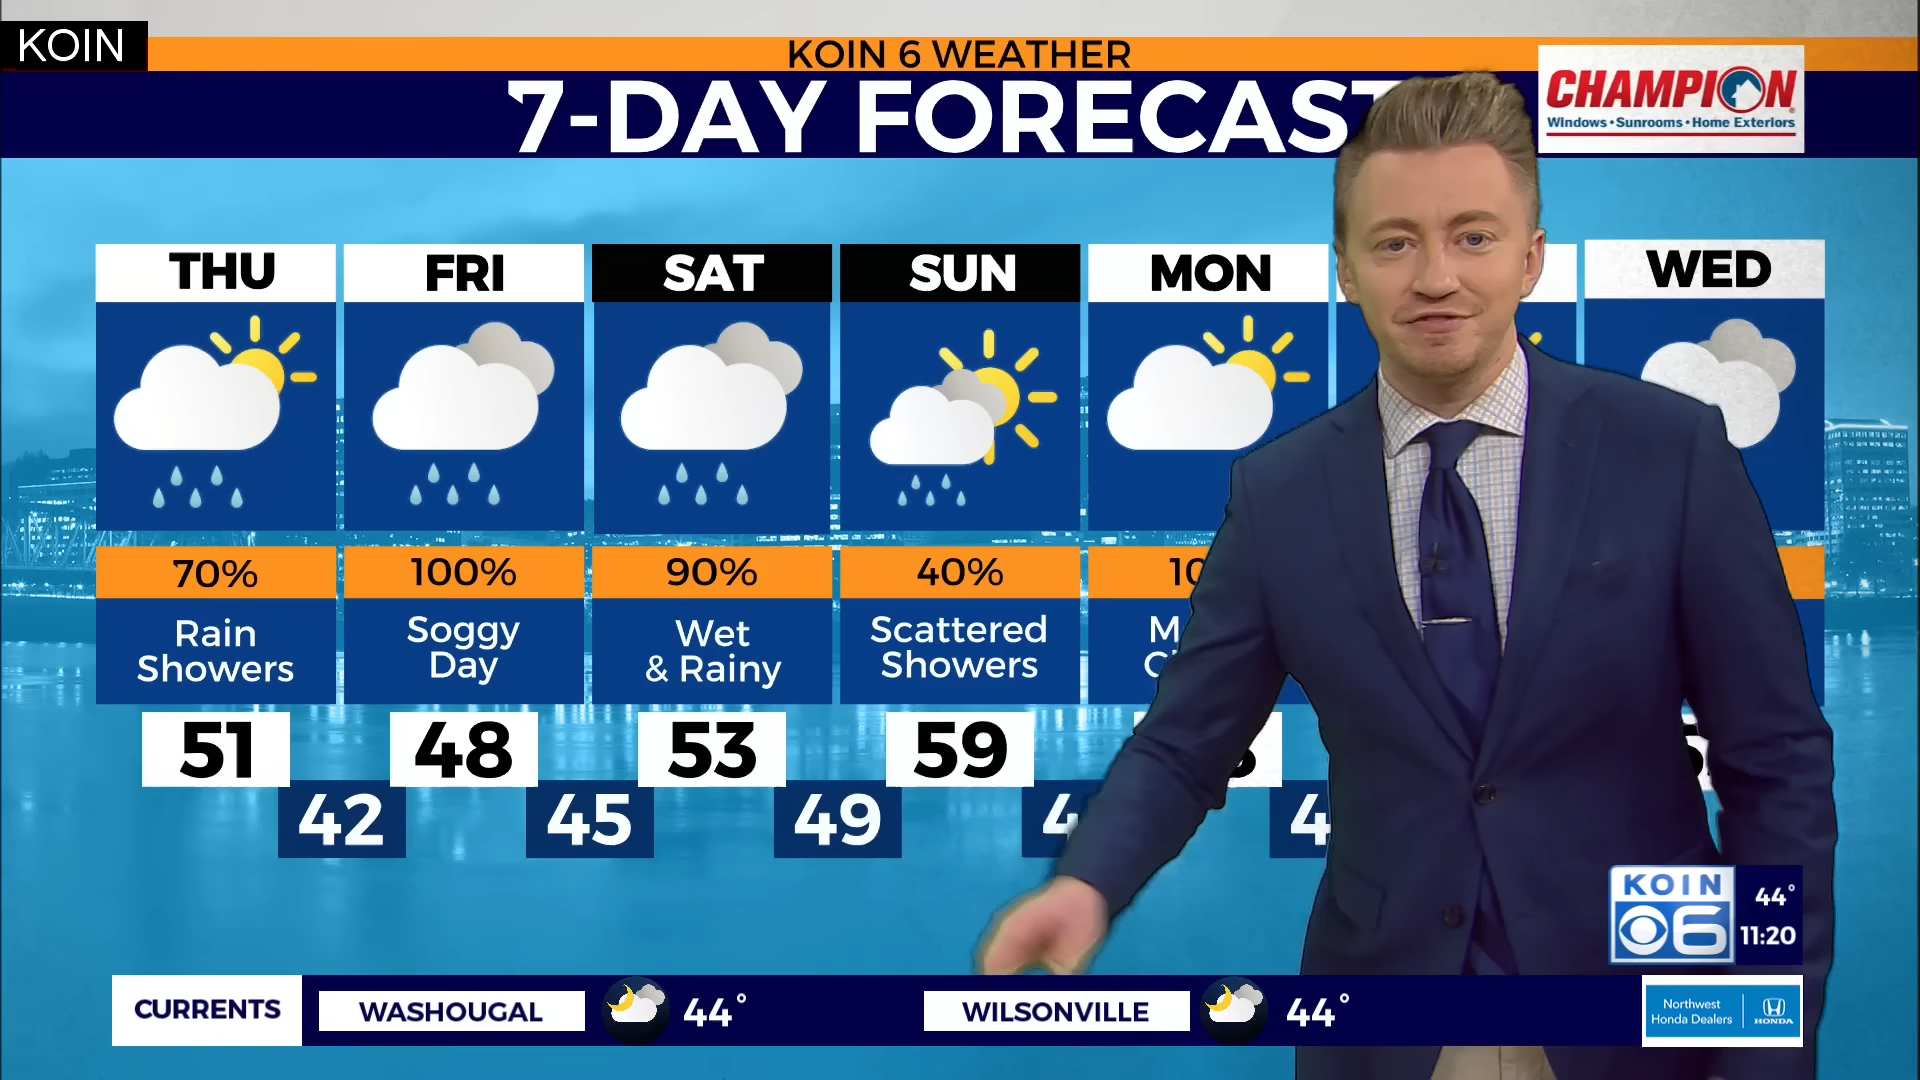 KOIN
KOIN 6 WEATHER
7-DAY FORECAST
CHAMPION
Windows • Sunrooms • Home Exteriors
THU
FRI
SAT
SUN
MON
WED
70%
100%
90%
40%
Rain
Showers
Soggy
Day
Wet
& Rainy
Scattered
Showers
51
48
53
59
42
45
49
KOIN
6
44°
11:20
CURRENTS
WASHOUGAL
44°
WILSONVILLE
44°
Northwest
Honda Dealers
HONDA